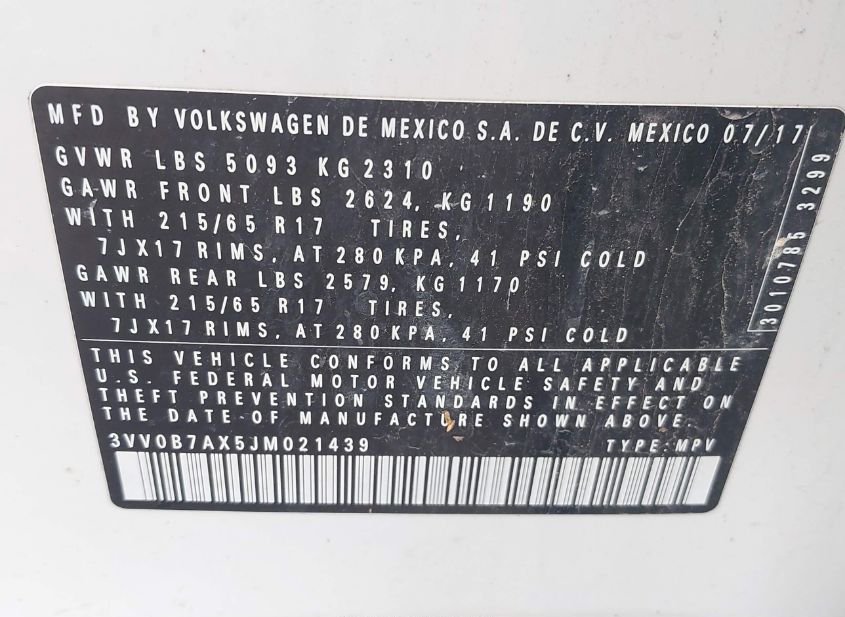 MFD BY VOLKSWAGEN DE MEXICO S.A. DE C.V. MEXICO 07/17
GVWR LBS 5093 KG 2310
GAWR FRONT LBS 2624, KG 1190
WITH 215/65 R17 TIRES,
7JX17 RIMS, AT 280 KPA, 41 PSI COLD
GAWR REAR LBS 2579, KG 1170
WITH 215/65 R17 TIRES,
7JX17 RIMS, AT 280 KPA, 41 PSI COLD
THIS VEHICLE CONFORMS TO ALL APPLICABLE
U.S. FEDERAL MOTOR VEHICLE SAFETY AND
THEFT PREVENTION STANDARDS IN EFFECT ON
THE DATE OF MANUFACTURE SHOWN ABOVE.
3VV0B7AX5JM021439 TYPE:MPV
3010785 3299